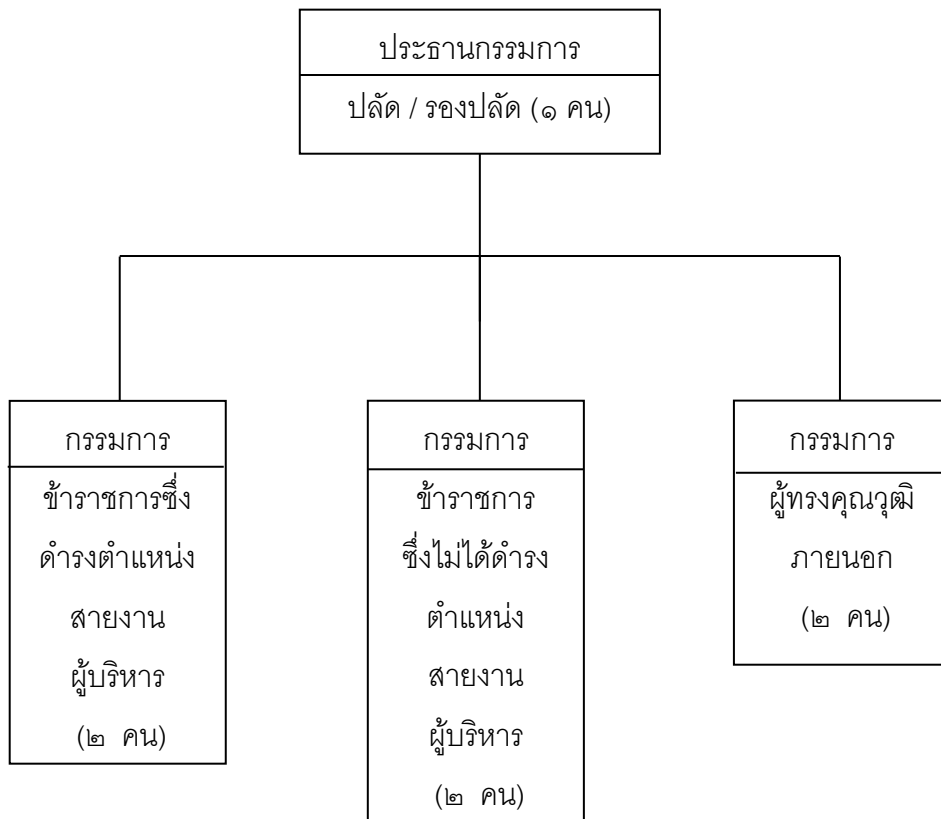 ประธานกรรมการ
ปลัด / รองปลัด (๑ คน)
กรรมการ
ข้าราชการซึ่ง
ดำรงตำแหน่ง
สายงาน
ผู้บริหาร
(๒ คน)
กรรมการ
ข้าราชการ
ซึ่งไม่ได้ดำรง
ตำแหน่ง
สายงาน
ผู้บริหาร
(๒ คน)
กรรมการ
ผู้ทรงคุณวุฒิ
ภายนอก
(๒ คน)